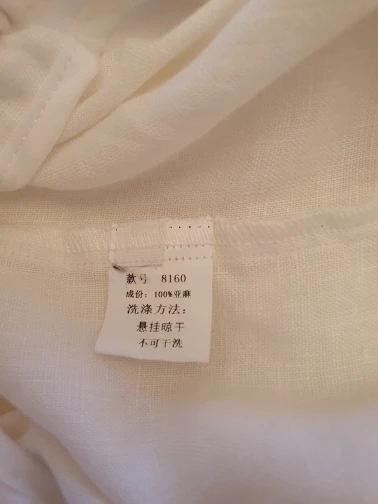 款号 8160
成份：100%亚麻
洗涤方法：
悬挂晾干
不可干洗